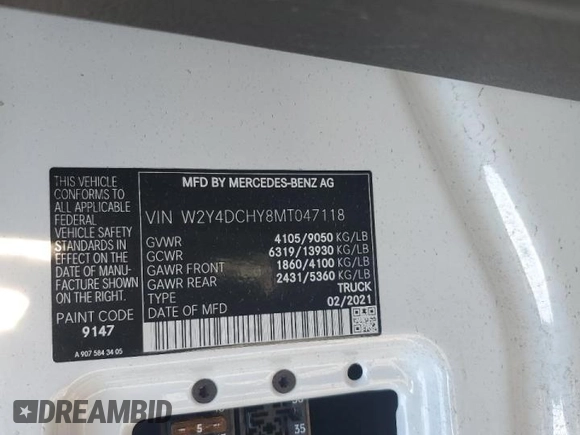 THIS VEHICLE
CONFORMS TO
ALL APPLICABLE
U.S. FEDERAL
MOTOR VEHICLE
SAFETY STANDARDS
IN EFFECT ON THE
DATE OF MANU-
FACTURE SHOWN
ON THE RIGHT.
PAINT CODE
9147
A 907 584 34 05
MFD BY MERCEDES-BENZ AG
VIN W2Y4DCHY8MT047118
GVWR 4105/9050 KG/LB
GCWR 6319/13930 KG/LB
GAWR FRONT 1860/4100 KG/LB
GAWR REAR 2431/5360 KG/LB
TYPE TRUCK
DATE OF MFD 02/2021
5
35
DREAMBID